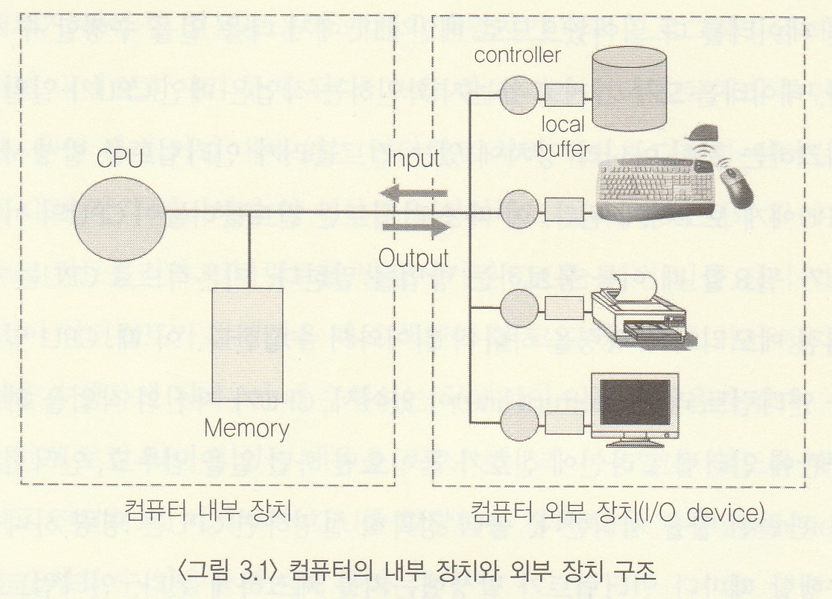 controller
local
buffer
CPU
Input
Output
Memory
컴퓨터 내부 장치
컴퓨터 외부 장치(I/O device)
<그림 3.1> 컴퓨터의 내부 장치와 외부 장치 구조